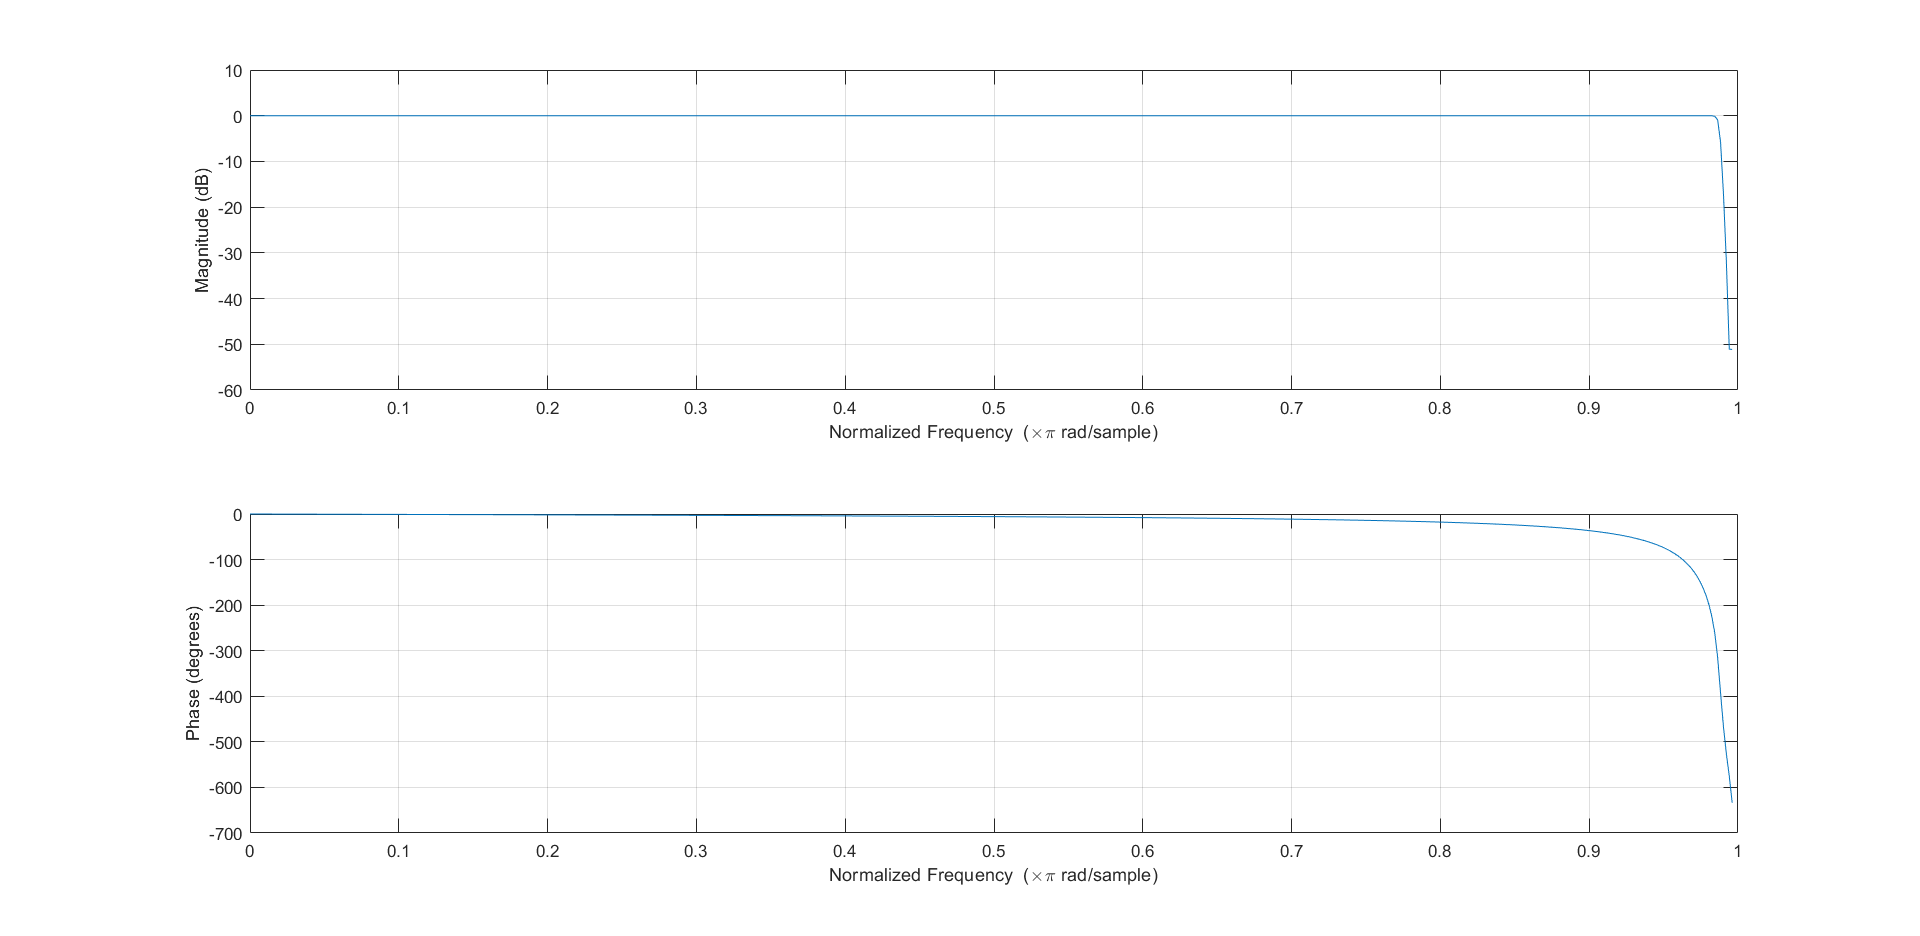 10
0
-10
-20
-30
-40
-50
-60
Magnitude (dB)
0 0.1 0.2 0.3 0.4 0.5 0.6 0.7 0.8 0.9 1
Normalized Frequency (×π rad/sample)
0
-100
-200
-300
-400
-500
-600
-700
Phase (degrees)
0 0.1 0.2 0.3 0.4 0.5 0.6 0.7 0.8 0.9 1
Normalized Frequency (×π rad/sample)